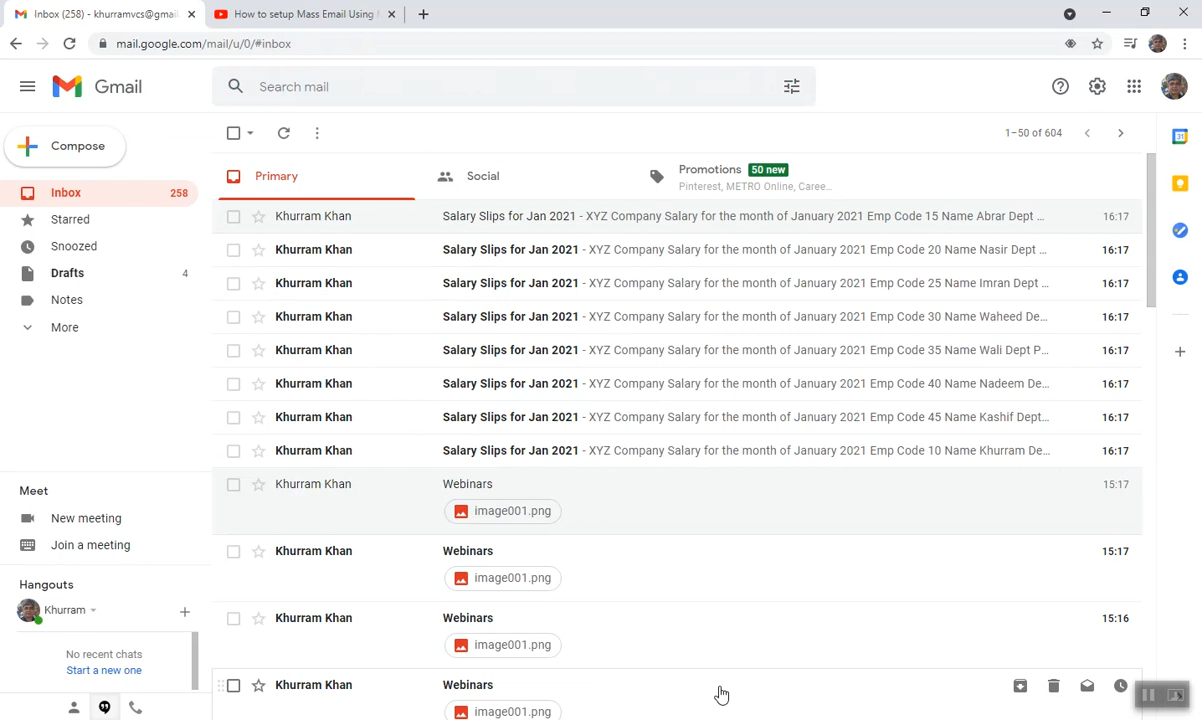 Inbox (258) - khurramvcs@gmai
How to setup Mass Email Using
mail.google.com/mail/u/0/#inbox
Gmail
Search mail
Compose
1–50 of 604
31
Inbox 258
Primary
Social
Promotions 50 new
Pinterest, METRO Online, Caree...
Starred
Snoozed
Drafts 4
Notes
More
Khurram Khan Salary Slips for Jan 2021 - XYZ Company Salary for the month of January 2021 Emp Code 15 Name Abrar Dept ... 16:17
Khurram Khan Salary Slips for Jan 2021 - XYZ Company Salary for the month of January 2021 Emp Code 20 Name Nasir Dept ... 16:17
Khurram Khan Salary Slips for Jan 2021 - XYZ Company Salary for the month of January 2021 Emp Code 25 Name Imran Dept ... 16:17
Khurram Khan Salary Slips for Jan 2021 - XYZ Company Salary for the month of January 2021 Emp Code 30 Name Waheed De... 16:17
Khurram Khan Salary Slips for Jan 2021 - XYZ Company Salary for the month of January 2021 Emp Code 35 Name Wali Dept P... 16:17
Khurram Khan Salary Slips for Jan 2021 - XYZ Company Salary for the month of January 2021 Emp Code 40 Name Nadeem De... 16:17
Khurram Khan Salary Slips for Jan 2021 - XYZ Company Salary for the month of January 2021 Emp Code 45 Name Kashif Dept... 16:17
Khurram Khan Salary Slips for Jan 2021 - XYZ Company Salary for the month of January 2021 Emp Code 10 Name Khurram De... 16:17
Khurram Khan Webinars 15:17
image001.png
Khurram Khan Webinars 15:17
image001.png
Khurram Khan Webinars 15:16
image001.png
Khurram Khan Webinars
image001.png
Meet
New meeting
Join a meeting
Hangouts
Khurram
No recent chats
Start a new one